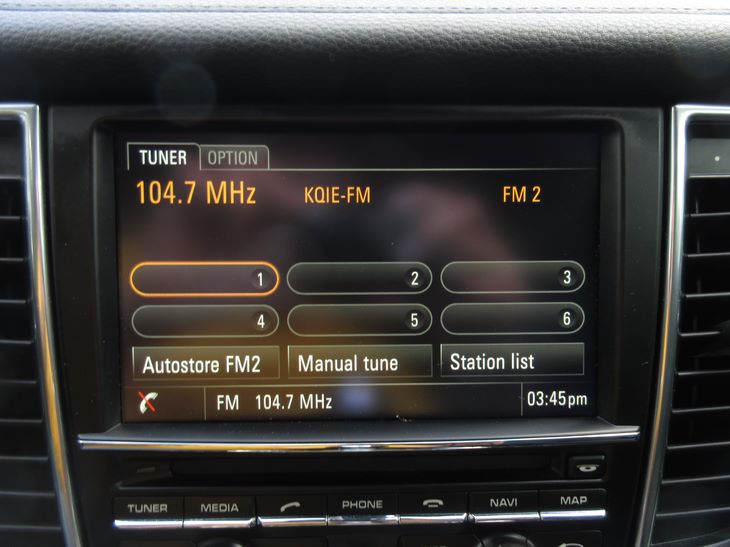 TUNER OPTION
104.7 MHz KQIE-FM FM 2
1 2 3
4 5 6
Autostore FM2 Manual tune Station list
FM 104.7 MHz 03:45pm
TUNER MEDIA PHONE NAVI MAP